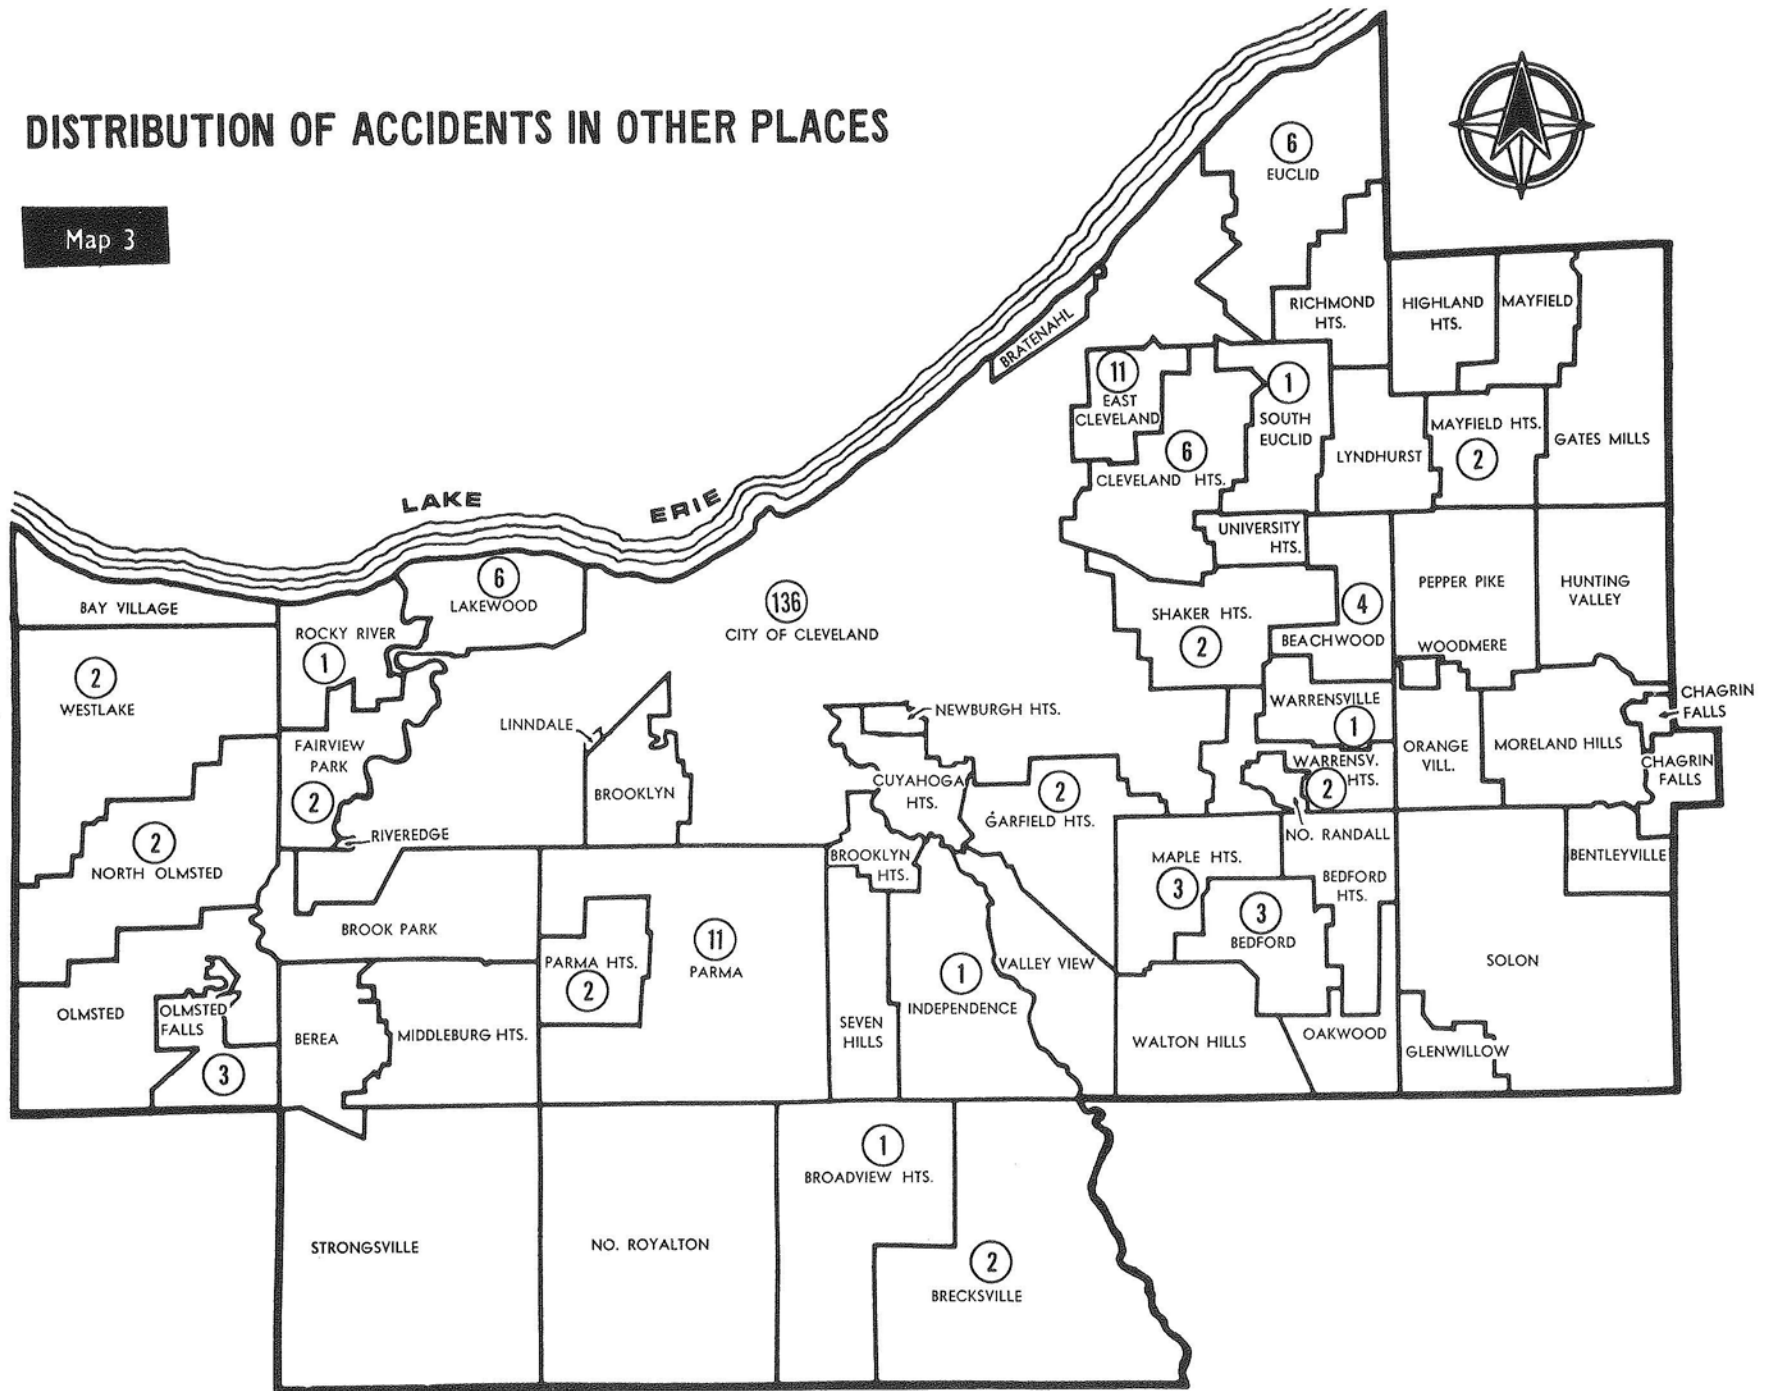 DISTRIBUTION OF ACCIDENTS IN OTHER PLACES
Map 3
6
EUCLID
RICHMOND
HTS.
HIGHLAND
HTS.
MAYFIELD
BRATENAHL
11
EAST
CLEVELAND
1
SOUTH
EUCLID
6
CLEVELAND HTS.
LYNDHURST
MAYFIELD HTS.
2
GATES MILLS
LAKE ERIE
UNIVERSITY
HTS.
PEPPER PIKE
HUNTING
VALLEY
BAY VILLAGE
6
LAKEWOOD
136
CITY OF CLEVELAND
SHAKER HTS.
2
4
BEACHWOOD
WOODMERE
ROCKY RIVER
1
2
WESTLAKE
WARRENSVILLE
1
CHAGRIN
FALLS
LINNDALE
NEWBURGH HTS.
FAIRVIEW
PARK
2
BROOKLYN
CUYAHOGA
HTS.
2
GARFIELD HTS.
WARRENSV.
HTS.
2
ORANGE
VILL.
MORELAND HILLS
CHAGRIN
FALLS
RIVEREDGE
NO. RANDALL
2
NORTH OLMSTED
BROOKLYN
HTS.
MAPLE HTS.
3
BEDFORD
HTS.
BENTLEYVILLE
BROOK PARK
11
PARMA
3
BEDFORD
PARMA HTS.
2
1
INDEPENDENCE
VALLEY VIEW
SOLON
OLMSTED
OLMSTED
FALLS
3
BEREA
MIDDLEBURG HTS.
SEVEN
HILLS
WALTON HILLS
OAKWOOD
GLENWILLOW
1
BROADVIEW HTS.
STRONGSVILLE
NO. ROYALTON
2
BRECKSVILLE